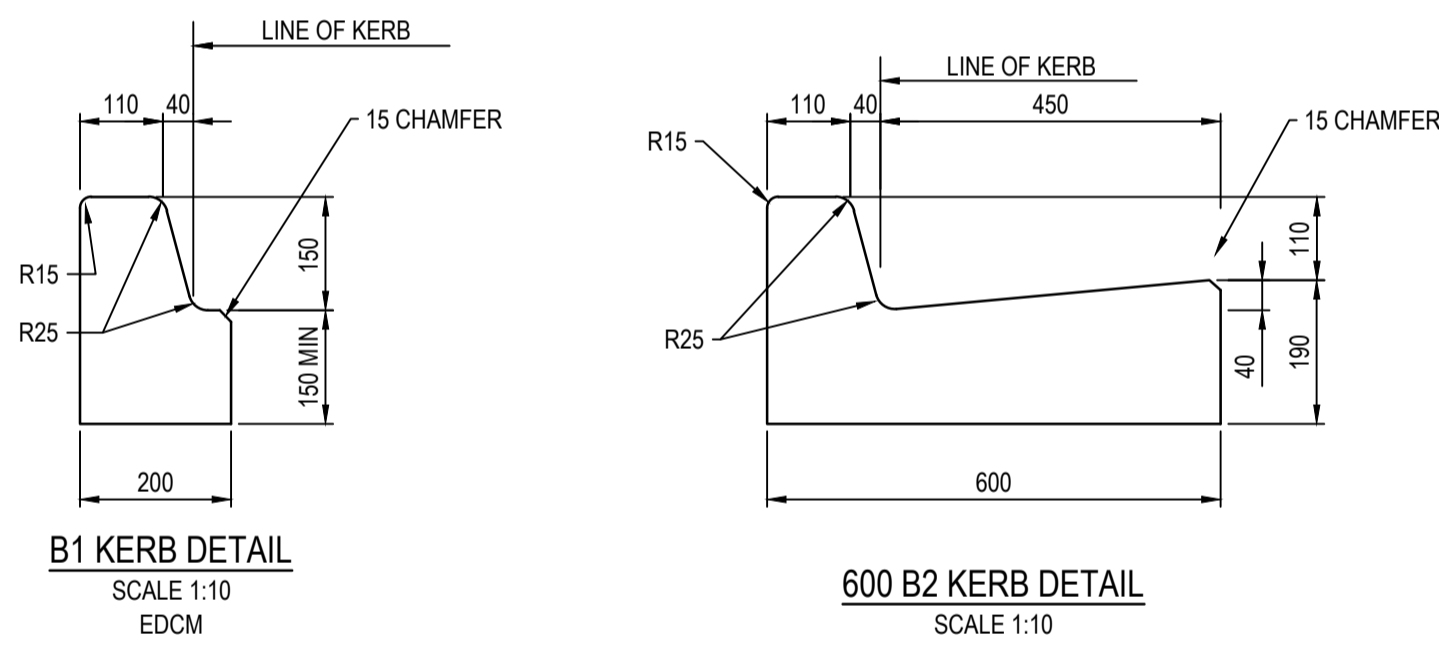 LINE OF KERB
110
40
15 CHAMFER
R15
R25
150
150 MIN
200
B1 KERB DETAIL
SCALE 1:10
EDCM
LINE OF KERB
110
40
450
15 CHAMFER
R15
R25
110
40
190
600
600 B2 KERB DETAIL
SCALE 1:10